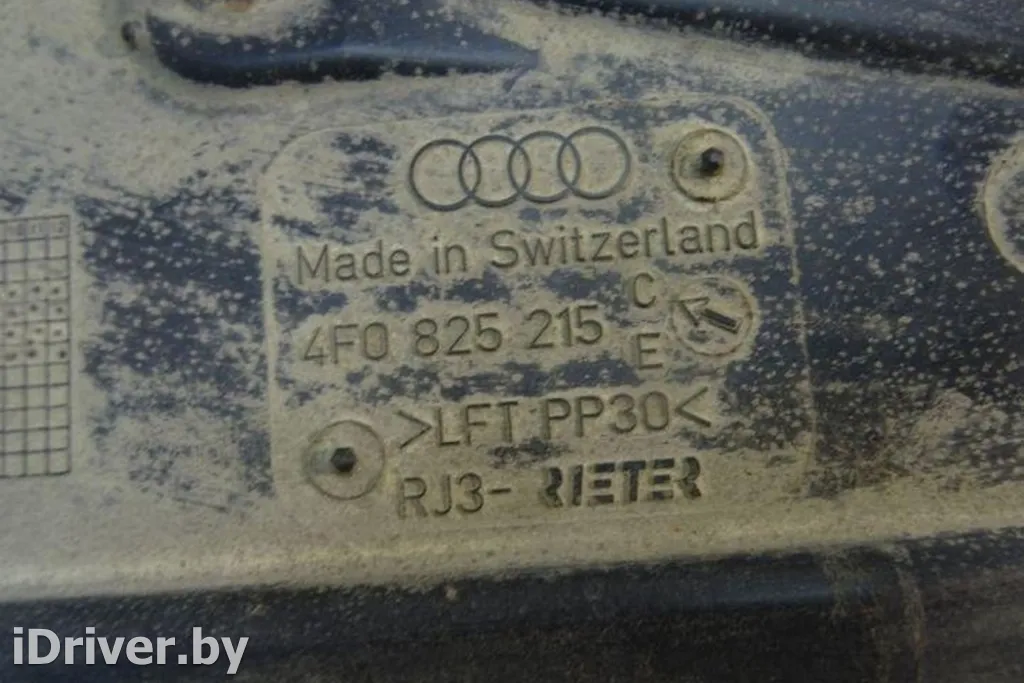 Made in Switzerland
4F0 825 215 C
E
>LFT PP30<
RJ3- RIETER
iDriver.by